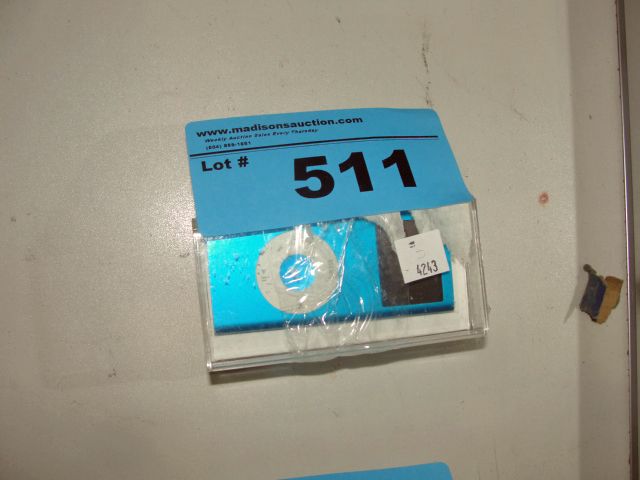 www.madisonsauction.com
Weekly Auction Sales Every Thursday
Lot # 511
4243